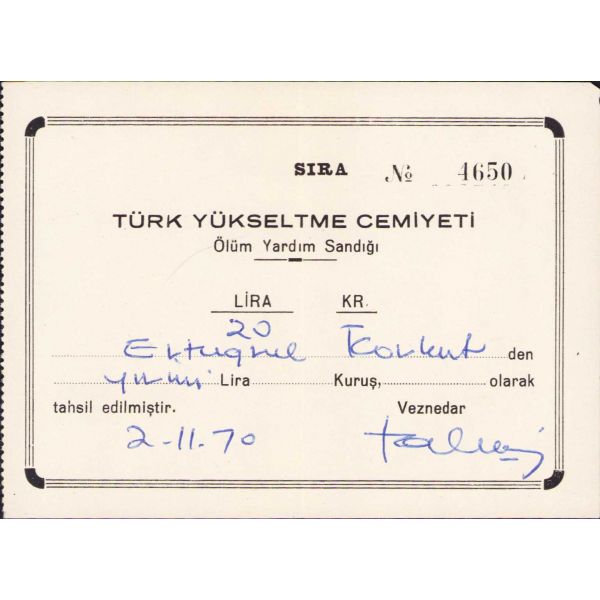 SIRA № 4650
TÜRK YÜKSELTME CEMİYETİ
Ölüm Yardım Sandığı
LİRA KR.
20
Ertuğrul Korkut den
yirmi Lira Kuruş, olarak
tahsil edilmiştir. Veznedar
2-11.70